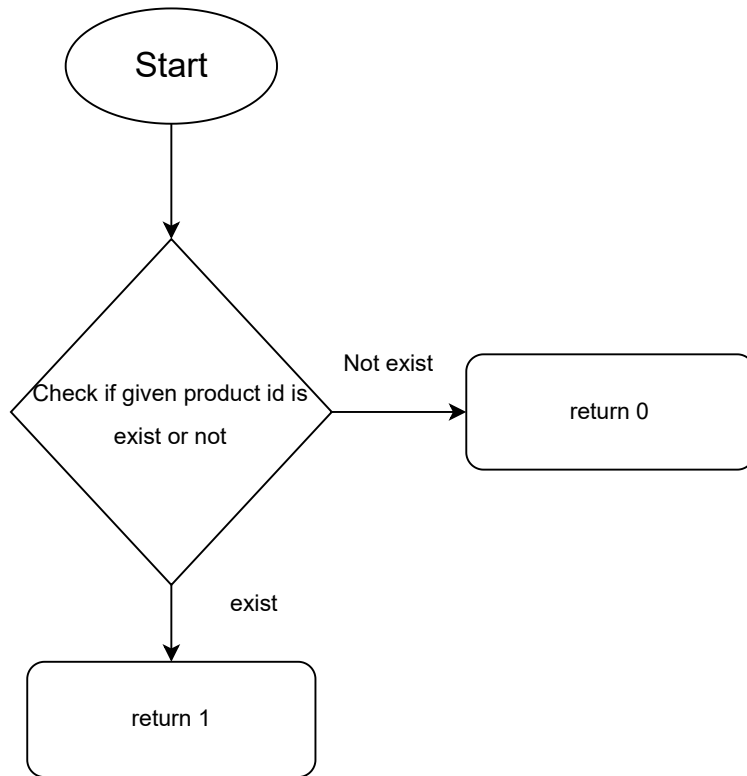 Start
Not exist
Check if given product id is
exist or not
return 0
exist
return 1